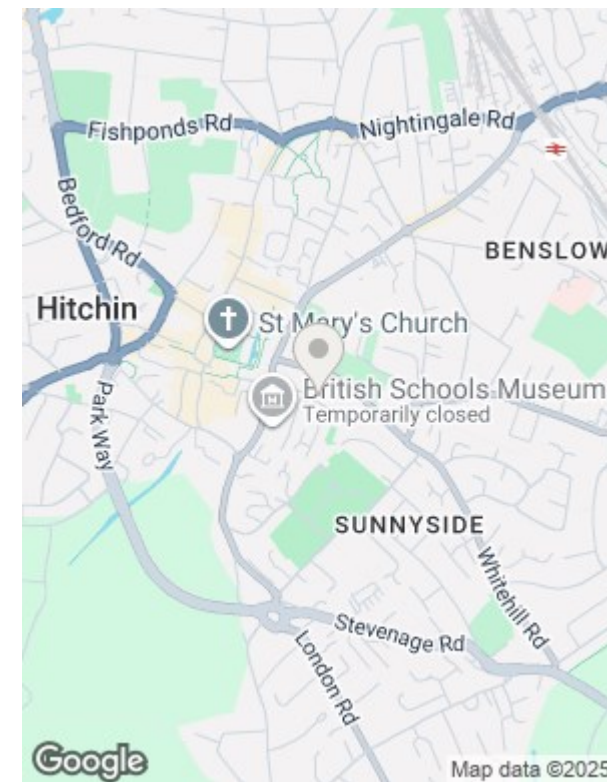 Fishponds Rd
Nightingale Rd
Bedford Rd
BENSLOW
Hitchin
St Mary's Church
British Schools Museum
Temporarily closed
Park Way
SUNNYSIDE
Whitehill Rd
Stevenage Rd
London Rd
Google
Map data ©2025